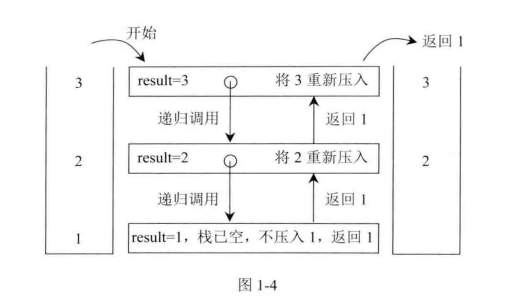 开始
返回 1
3
result=3
将 3 重新压入
3
递归调用
返回 1
2
result=2
将 2 重新压入
2
递归调用
返回 1
1
result=1，栈已空，不压入 1，返回 1
图 1-4